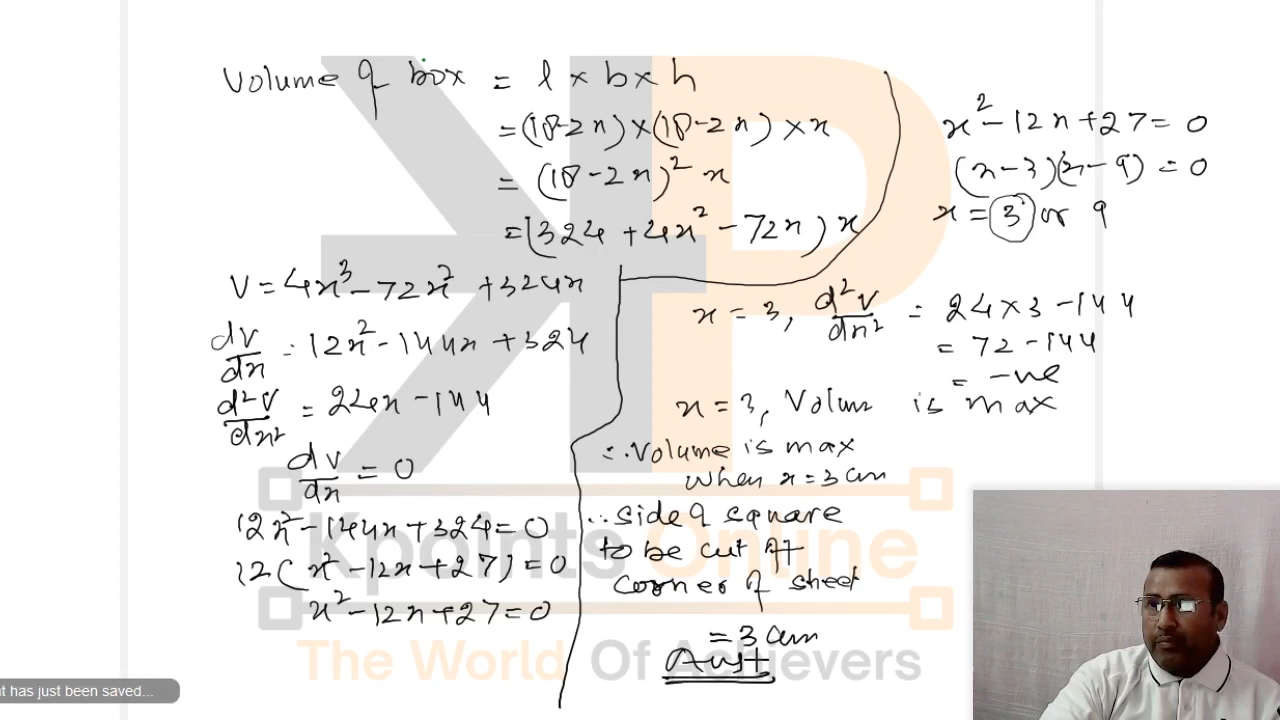 Volume of box = l × b × h
= (18-2x) × (18-2x) × x
= (18-2x)² x
= (324 + 4x² - 72x) x
V = 4x³ - 72x² + 324x
dv/dx = 12x² - 144x + 324
d²v/dx² = 24x - 144
dv/dx = 0
12x² - 144x + 324 = 0
12(x² - 12x + 27) = 0
x² - 12x + 27 = 0
x² - 12x + 27 = 0
(x-3)(x-9) = 0
x = 3 or 9
x = 3, d²v/dx² = 24×3 - 144
= 72 - 144
= -ve
x = 3, Volum is max
∴ Volume is max
when x = 3 cm
∴ side of square
to be cut at
corner of sheet
= 3 cm
Kpoints Online
The World Of Achievers
t has just been saved...